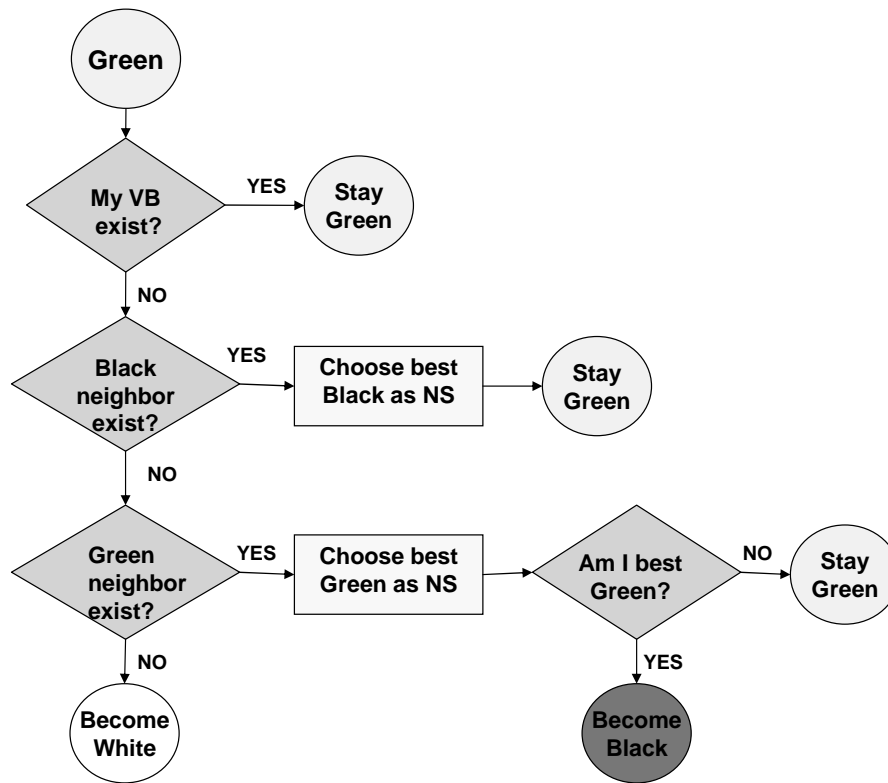 Green
My VB
exist?
YES
Stay
Green
NO
Black
neighbor
exist?
YES
Choose best
Black as NS
Stay
Green
NO
Green
neighbor
exist?
YES
Choose best
Green as NS
Am I best
Green?
NO
Stay
Green
NO
YES
Become
White
Become
Black